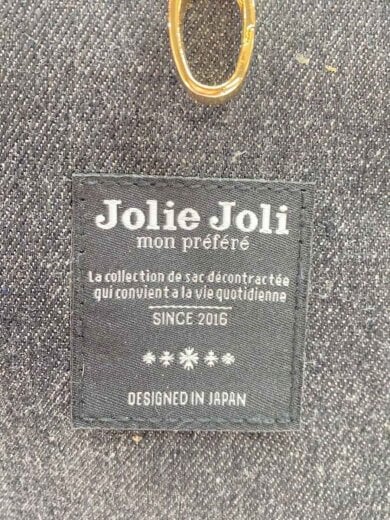 Jolie Joli
mon préféré
La collection de sac décontractée
qui convient a la vie quotidienne
SINCE 2016
DESIGNED IN JAPAN